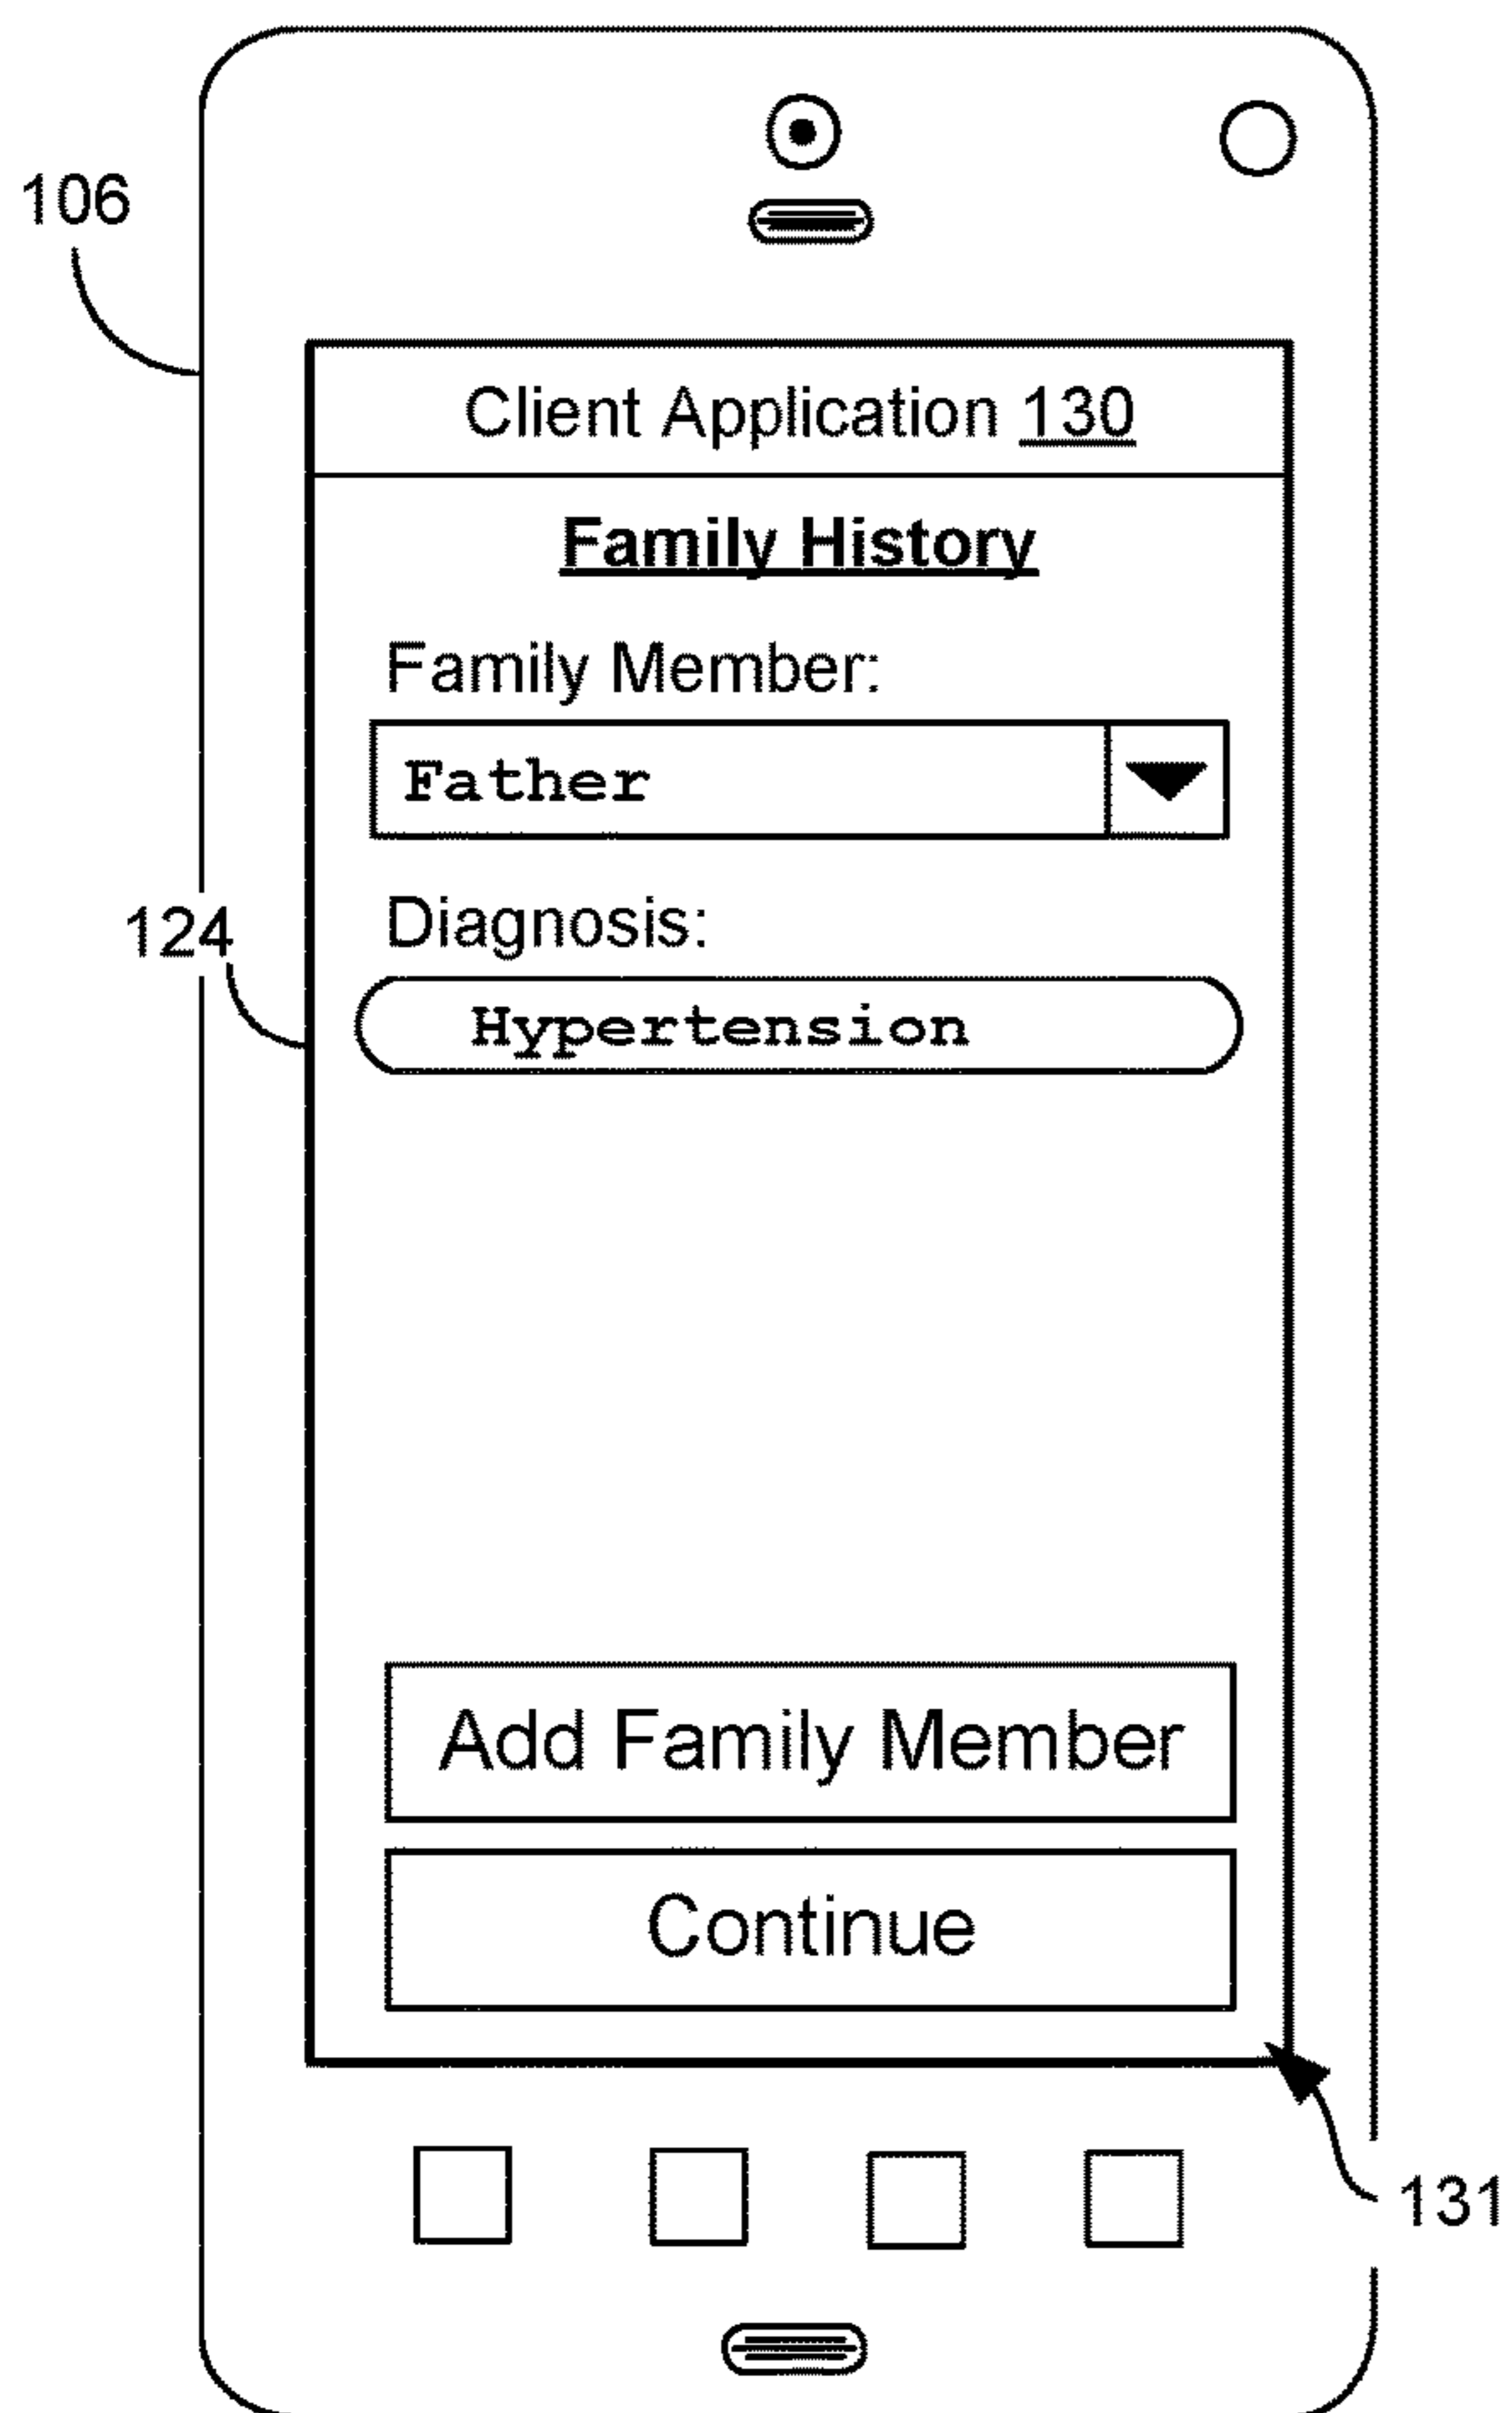 106
Client Application 130
Family History
Family Member:
Father
124
Diagnosis:
Hypertension
Add Family Member
Continue
131